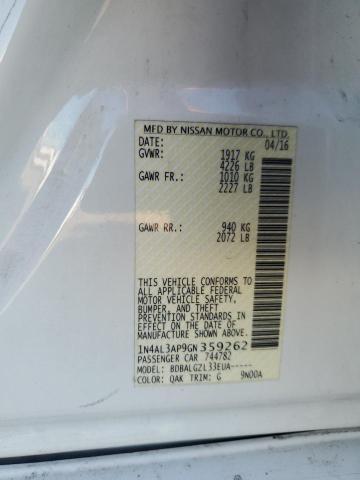 MFD BY NISSAN MOTOR CO., LTD.
DATE: 04/16
GVWR: 1917 KG
4226 LB
GAWR FR.: 1010 KG
2227 LB
GAWR RR.: 940 KG
2072 LB
THIS VEHICLE CONFORMS TO ALL
APPLICABLE FEDERAL
MOTOR VEHICLE SAFETY,
BUMPER, AND THEFT
PREVENTION STANDARDS IN
EFFECT ON THE DATE OF
MANUFACTURE SHOWN ABOVE.
1N4AL3AP9GN359262
PASSENGER CAR 744782
MODEL: BDBALGZL33EUA-----
COLOR: QAK TRIM: G 9N00A